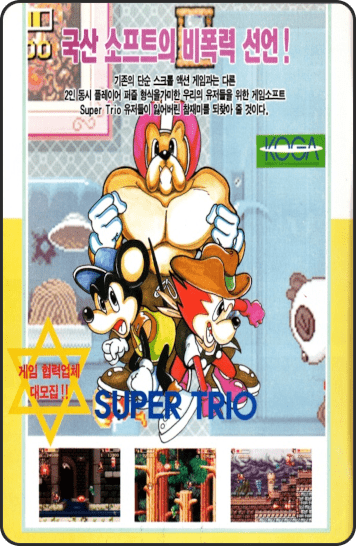 국산 소프트의 비폭력 선언!
기존의 단순 스크롤 액션 게임과는 다른
2인 동시 플레이어 퍼즐 형식을가미한 우리의 유저들을 위한 게임소프트
Super Trio 유저들이 잃어버린 참재미를 되찾아 줄 것이다.
KOGA
게임 협력업체
대모집!!
SUPER TRIO